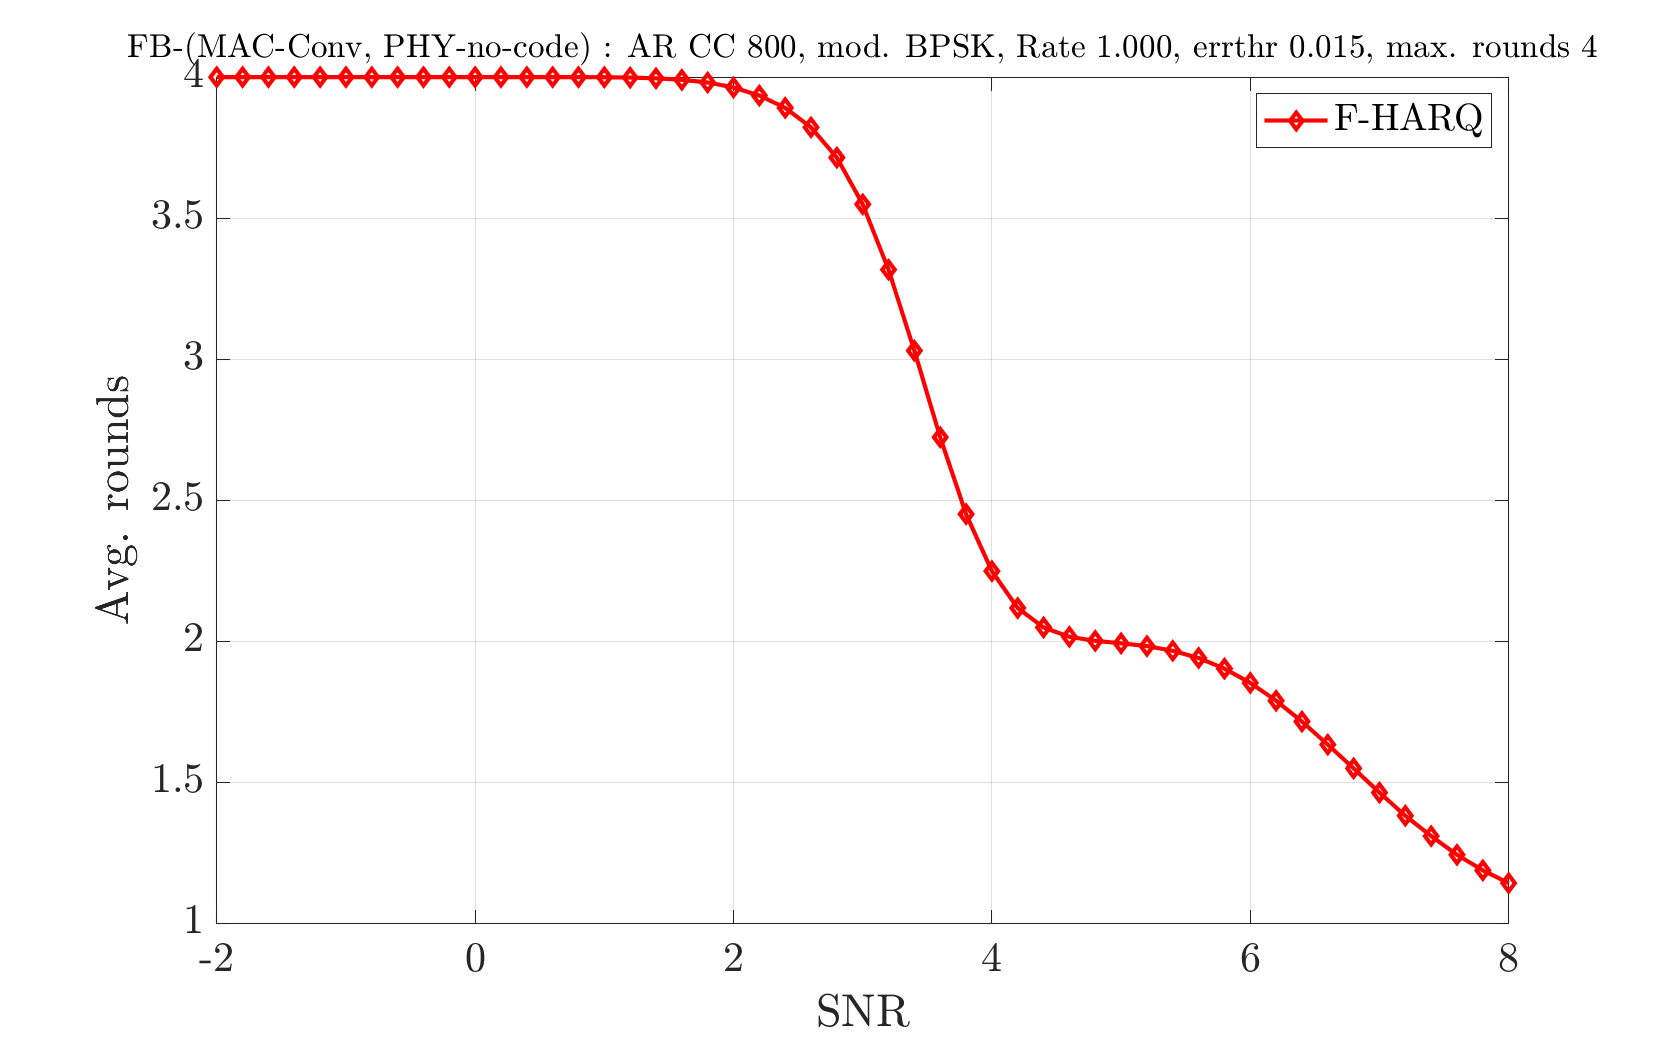 FB-(MAC-Conv, PHY-no-code) : AR CC 800, mod. BPSK, Rate 1.000, errthr 0.015, max. rounds 4
F-HARQ
4
3.5
3
2.5
2
1.5
1
Avg. rounds
-2 0 2 4 6 8
SNR